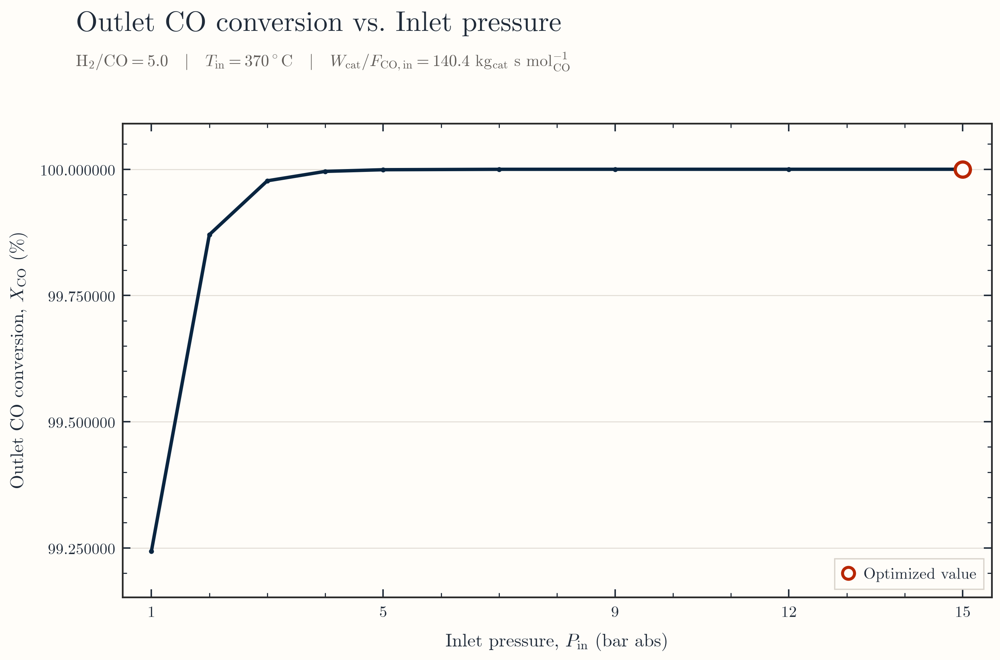 Outlet CO conversion vs. Inlet pressure
H₂/CO = 5.0 | T_in = 370 °C | W_cat/F_CO, in = 140.4 kg_cat s mol_CO⁻¹
100.000000
99.750000
99.500000
99.250000
Outlet CO conversion, X_CO (%)
Optimized value
1 5 9 12 15
Inlet pressure, P_in (bar abs)